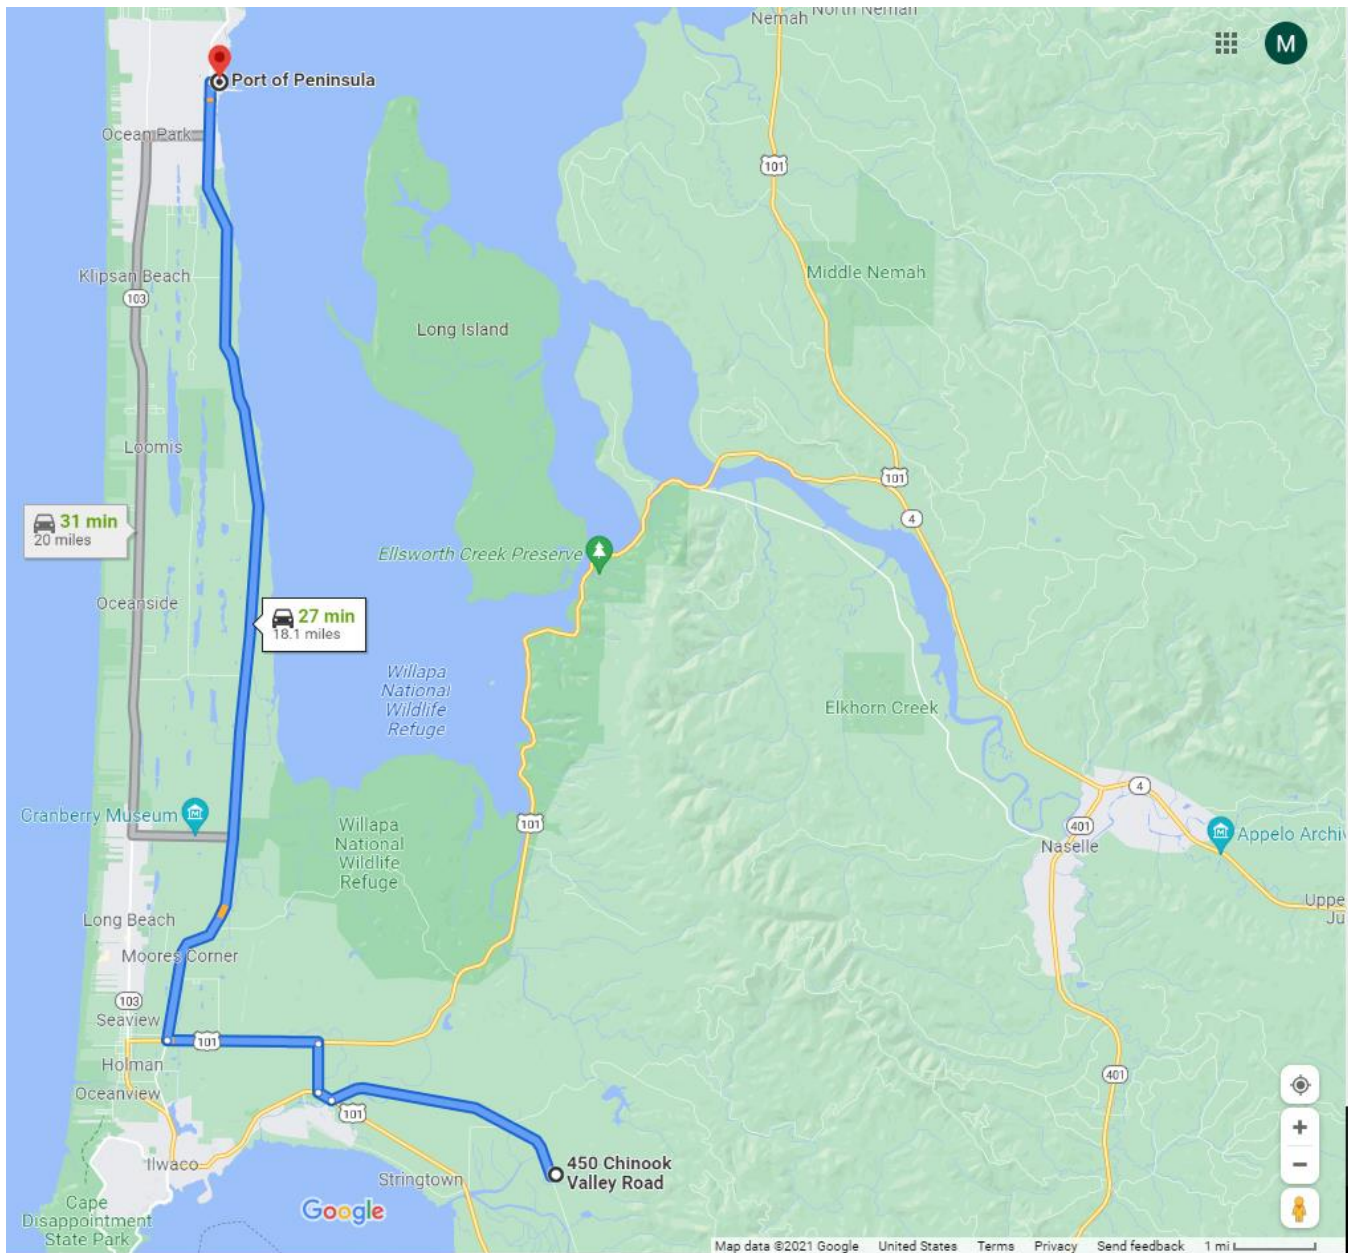 Nemah
North Nemah
M
Port of Peninsula
Ocean Park
101
Klipsan Beach
103
Middle Nemah
Long Island
Loomis
101
4
31 min
20 miles
Ellsworth Creek Preserve
Oceanside
27 min
18.1 miles
Willapa
National
Wildlife
Refuge
Elkhorn Creek
4
Cranberry Museum
Willapa
National
Wildlife
Refuge
101
401
Naselle
Appelo Archiv
Uppe
Ju
Long Beach
Moores Corner
103
Seaview
101
Holman
Oceanview
401
101
+
−
450 Chinook
Valley Road
Ilwaco
Stringtown
Google
Cape
Disappointment
State Park
Map data ©2021 Google United States Terms Privacy Send feedback 1 mi